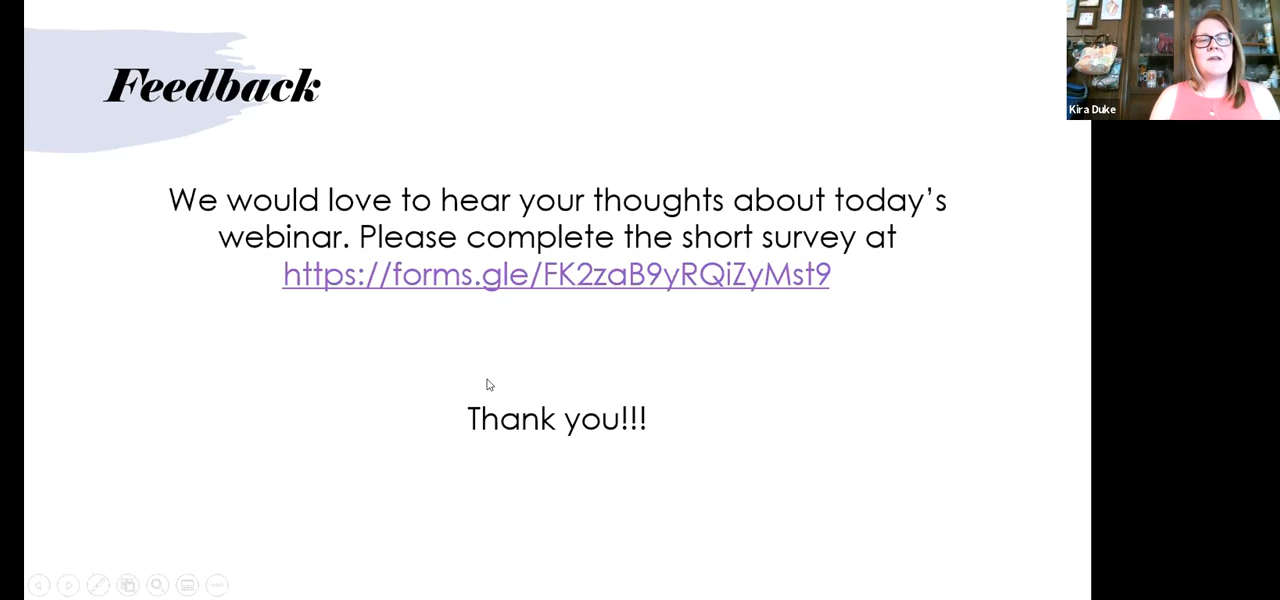 Feedback
We would love to hear your thoughts about today's
webinar. Please complete the short survey at
https://forms.gle/FK2zaB9yRQiZyMst9
Thank you!!!
Kira Duke